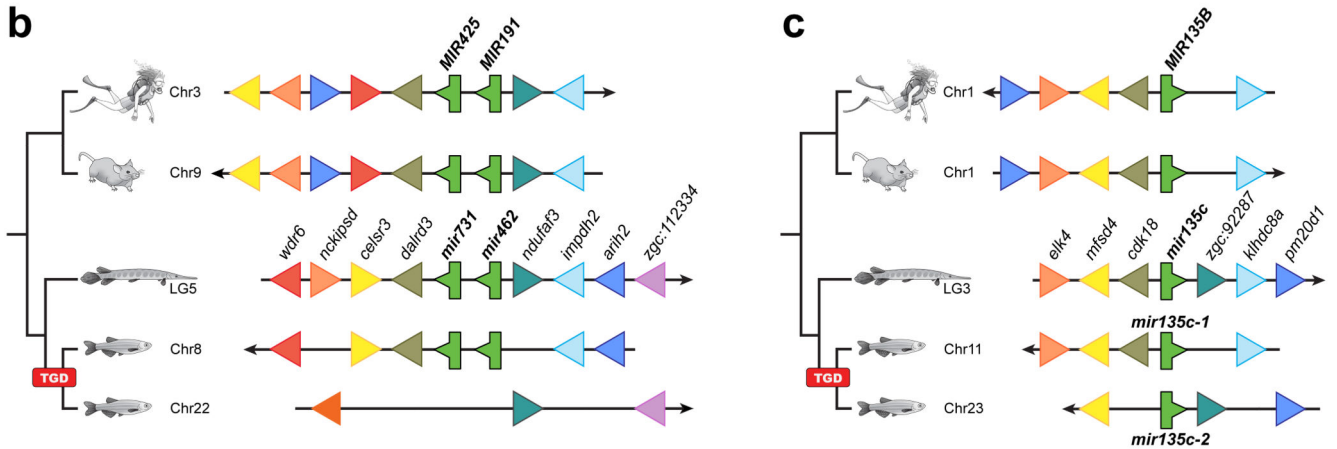 b
MIR425
MIR191
Chr3
Chr9
wdr6
nckipsd
celsr3
dalrd3
mir731
mir462
ndufaf3
impdh2
arih2
zgc:112334
LG5
Chr8
TGD
Chr22
c
MIR135B
Chr1
Chr1
elk4
mfsd4
cdk18
mir135c
zgc:92287
klhdc8a
pm20d1
LG3
mir135c-1
Chr11
TGD
Chr23
mir135c-2